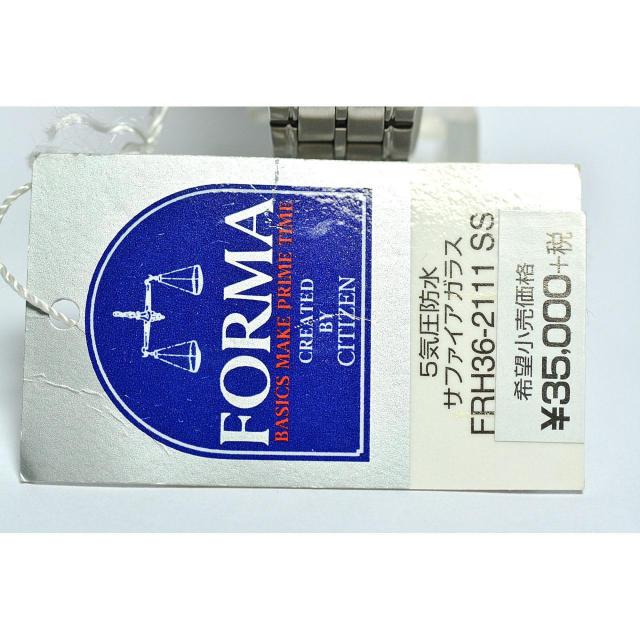 FORMA
BASICS MAKE PRIME TIME
CREATED
BY
CITIZEN
5気圧防水
サファイアガラス
FRH36-2111 SS
希望小売価格
¥35,000+税